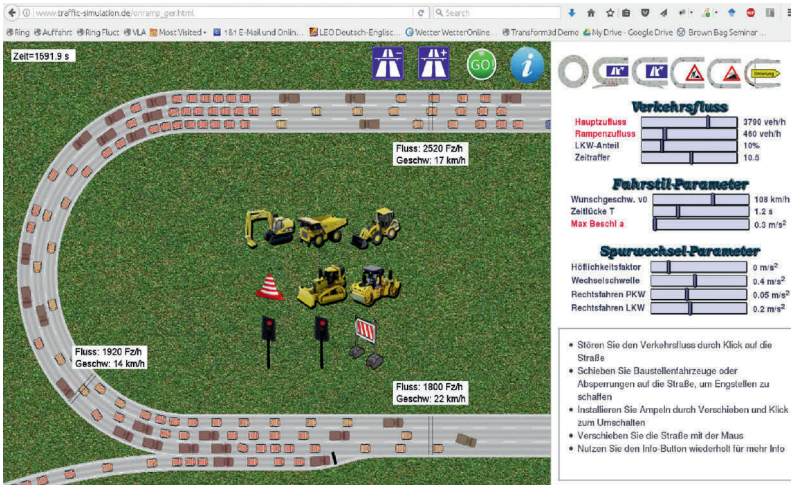 www.traffic-simulation.de/onramp_ger.html
Search
Ring Auffahrt Ring Fluct VLA Most Visited 1&1 E-Mail und Onlin... LEO Deutsch-Englisc... Wetter WetterOnline... Transform3d Demo My Drive - Google Drive Brown Bag Seminar ...
Zeit=1591.9 s
GO!
i
Fluss: 2520 Fz/h
Geschw: 17 km/h
Fluss: 1920 Fz/h
Geschw: 14 km/h
Fluss: 1800 Fz/h
Geschw: 22 km/h
Umleitung
Verkehrsfluss
Hauptzufluss 3790 veh/h
Rampenzufluss 460 veh/h
LKW-Anteil 10%
Zeitraffer 10.5
Fahrstil-Parameter
Wunschgeschw. v0 108 km/h
Zeitlücke T 1.2 s
Max Beschl a 0.3 m/s²
Spurwechsel-Parameter
Höflichkeitsfaktor 0 m/s²
Wechselschwelle 0.4 m/s²
Rechtsfahren PKW 0.05 m/s²
Rechtsfahren LKW 0.2 m/s²
• Stören Sie den Verkehrsfluss durch Klick auf die
Straße
• Schieben Sie Baustellenfahrzeuge oder
Absperrungen auf die Straße, um Engstellen zu
schaffen
• Installieren Sie Ampeln durch Verschieben und Klick
zum Umschalten
• Verschieben Sie die Straße mit der Maus
• Nutzen Sie den Info-Button wiederholt für mehr Info